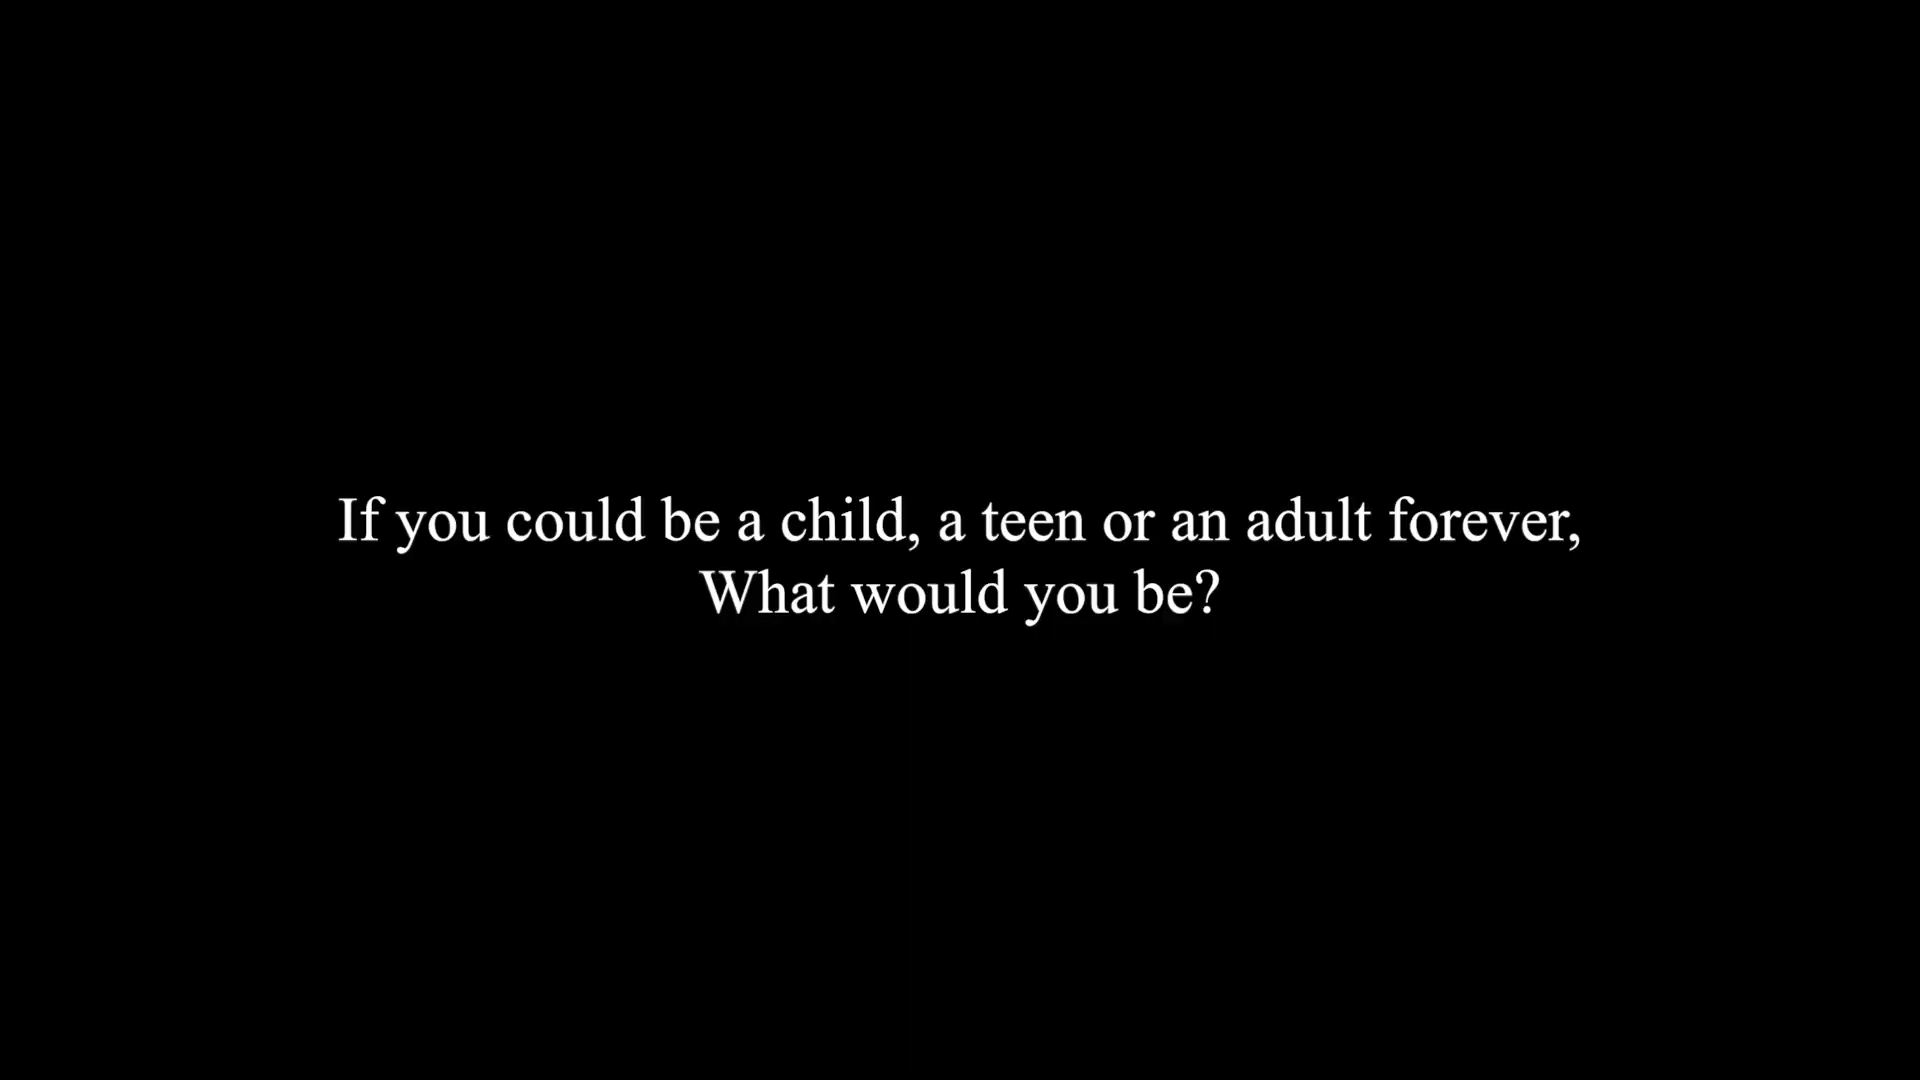 If you could be a child, a teen or an adult forever,
What would you be?